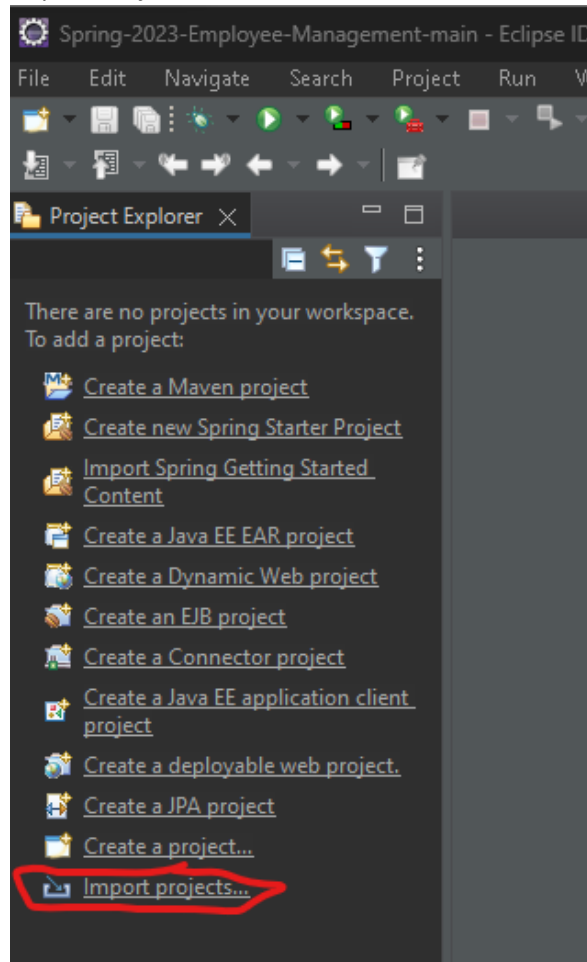 Spring-2023-Employee-Management-main - Eclipse ID
File Edit Navigate Search Project Run
Project Explorer
There are no projects in your workspace.
To add a project:
Create a Maven project
Create new Spring Starter Project
Import Spring Getting Started
Content
Create a Java EE EAR project
Create a Dynamic Web project
Create an EJB project
Create a Connector project
Create a Java EE application client
project
Create a deployable web project.
Create a JPA project
Create a project...
Import projects...